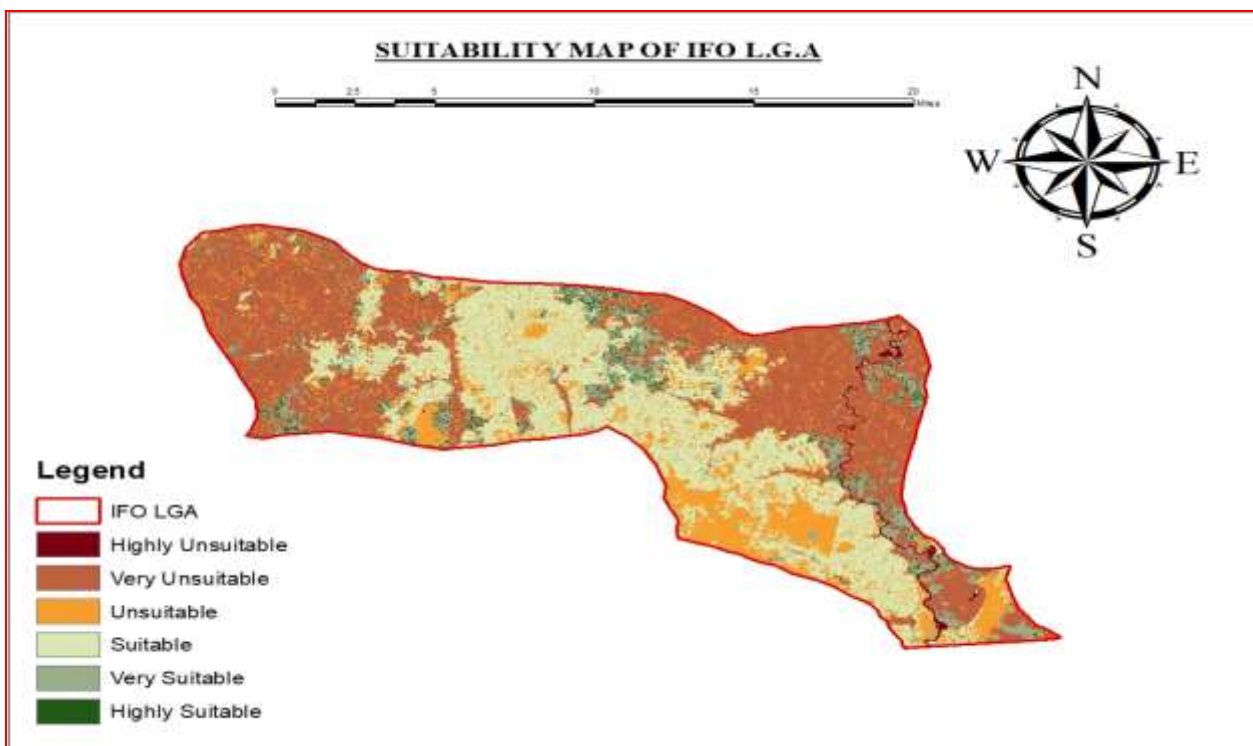 SUITABILITY MAP OF IFO L.G.A
0 2.5 5 10 15 20
Miles
N
W E
S
Legend
IFO LGA
Highly Unsuitable
Very Unsuitable
Unsuitable
Suitable
Very Suitable
Highly Suitable